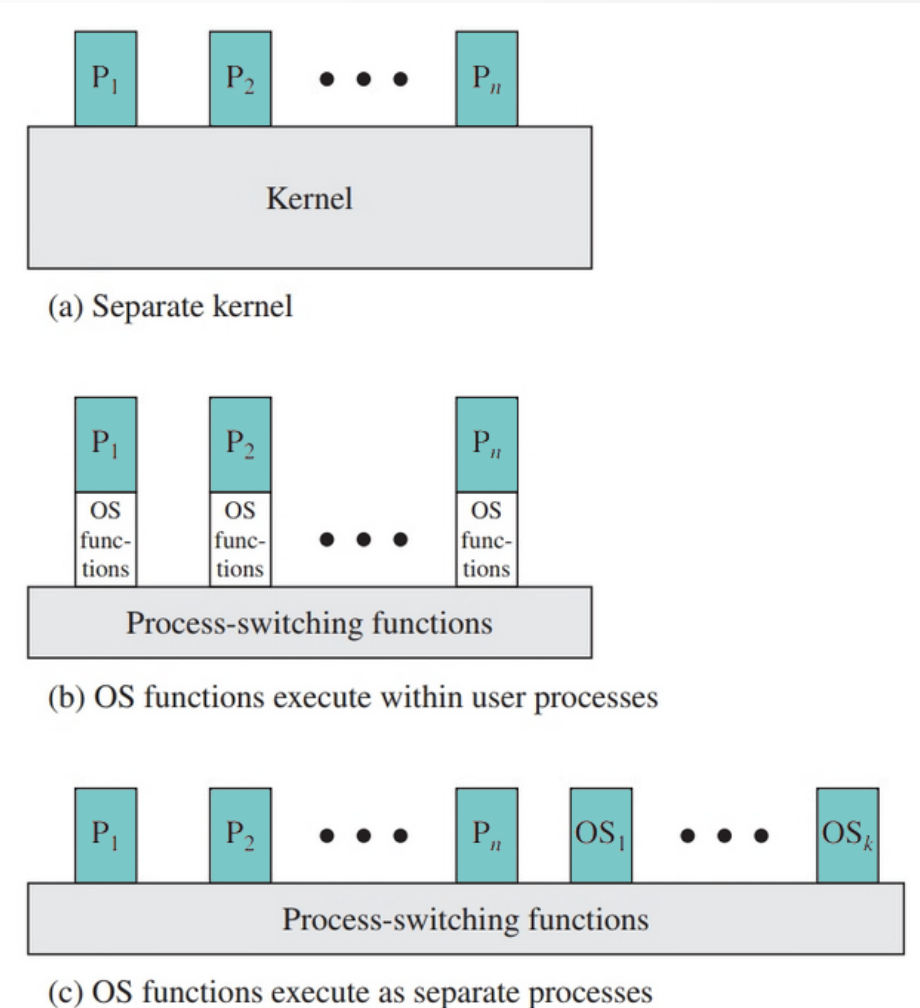 P₁ P₂ Pₙ
Kernel
(a) Separate kernel
P₁ P₂ Pₙ
OS OS OS
func- func- func-
tions tions tions
Process-switching functions
(b) OS functions execute within user processes
P₁ P₂ Pₙ OS₁ OSₖ
Process-switching functions
(c) OS functions execute as separate processes